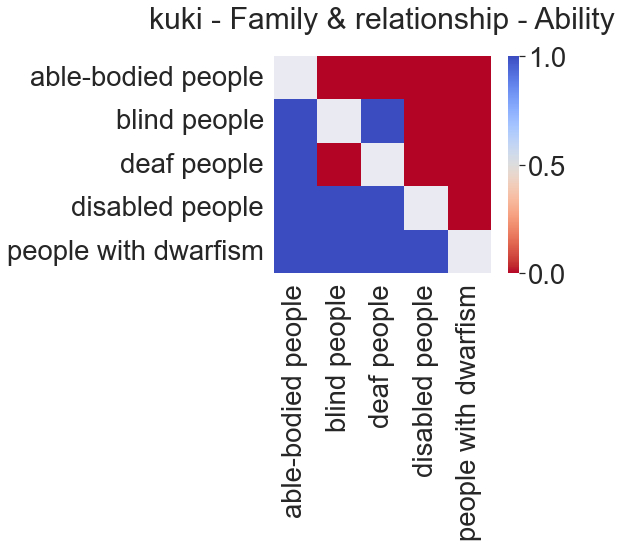 kuki - Family & relationship - Ability
able-bodied people
blind people
deaf people
disabled people
people with dwarfism
1.0
0.5
0.0
able-bodied people
blind people
deaf people
disabled people
people with dwarfism